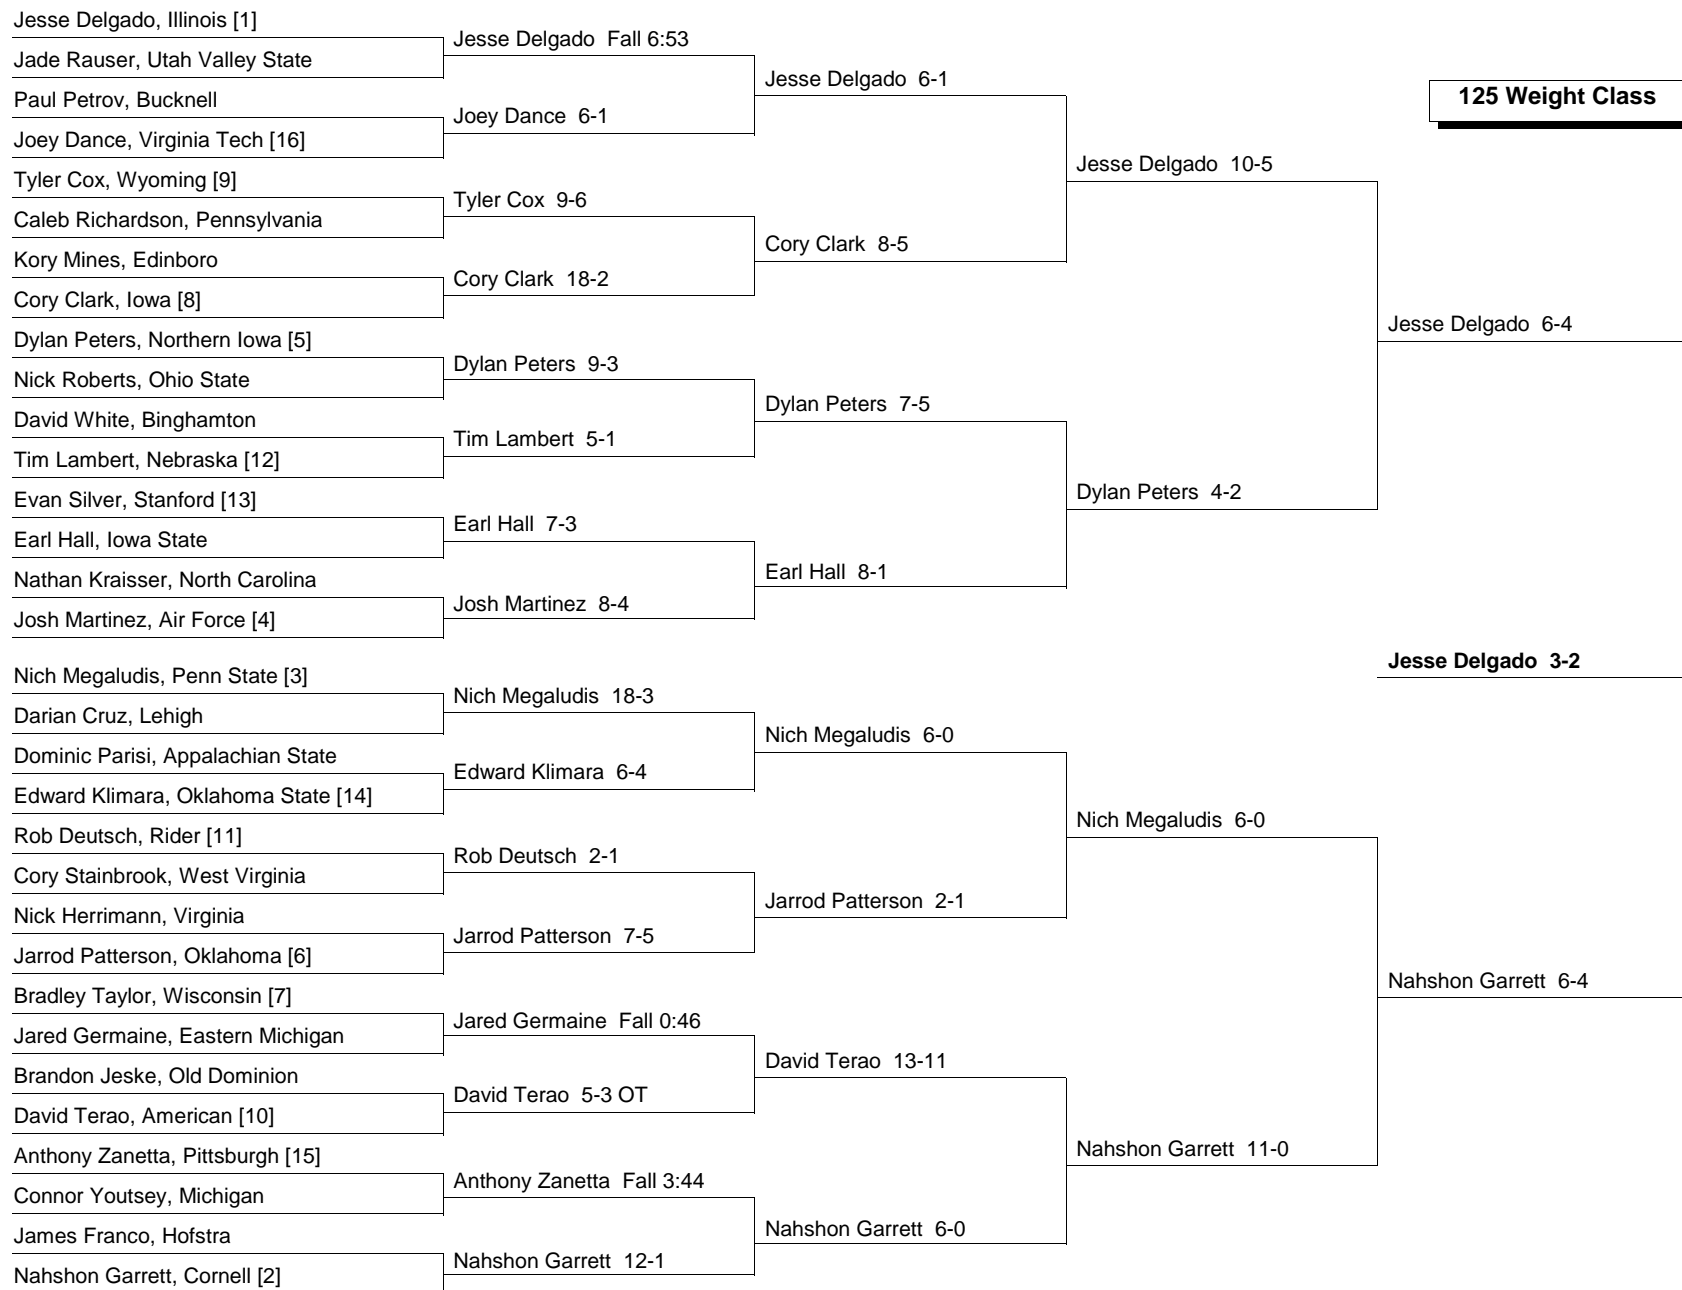 Jesse Delgado, Illinois [1]
Jade Rauser, Utah Valley State
Paul Petrov, Bucknell
Joey Dance, Virginia Tech [16]
Tyler Cox, Wyoming [9]
Caleb Richardson, Pennsylvania
Kory Mines, Edinboro
Cory Clark, Iowa [8]
Dylan Peters, Northern Iowa [5]
Nick Roberts, Ohio State
David White, Binghamton
Tim Lambert, Nebraska [12]
Evan Silver, Stanford [13]
Earl Hall, Iowa State
Nathan Kraisser, North Carolina
Josh Martinez, Air Force [4]
Nich Megaludis, Penn State [3]
Darian Cruz, Lehigh
Dominic Parisi, Appalachian State
Edward Klimara, Oklahoma State [14]
Rob Deutsch, Rider [11]
Cory Stainbrook, West Virginia
Nick Herrimann, Virginia
Jarrod Patterson, Oklahoma [6]
Bradley Taylor, Wisconsin [7]
Jared Germaine, Eastern Michigan
Brandon Jeske, Old Dominion
David Terao, American [10]
Anthony Zanetta, Pittsburgh [15]
Connor Youtsey, Michigan
James Franco, Hofstra
Nahshon Garrett, Cornell [2]
Jesse Delgado Fall 6:53
Joey Dance 6-1
Tyler Cox 9-6
Cory Clark 18-2
Dylan Peters 9-3
Tim Lambert 5-1
Earl Hall 7-3
Josh Martinez 8-4
Nich Megaludis 18-3
Edward Klimara 6-4
Rob Deutsch 2-1
Jarrod Patterson 7-5
Jared Germaine Fall 0:46
David Terao 5-3 OT
Anthony Zanetta Fall 3:44
Nahshon Garrett 12-1
Jesse Delgado 6-1
Cory Clark 8-5
Dylan Peters 7-5
Earl Hall 8-1
Nich Megaludis 6-0
Jarrod Patterson 2-1
David Terao 13-11
Nahshon Garrett 6-0
Jesse Delgado 10-5
Dylan Peters 4-2
Nich Megaludis 6-0
Nahshon Garrett 11-0
125 Weight Class
Jesse Delgado 6-4
Jesse Delgado 3-2
Nahshon Garrett 6-4